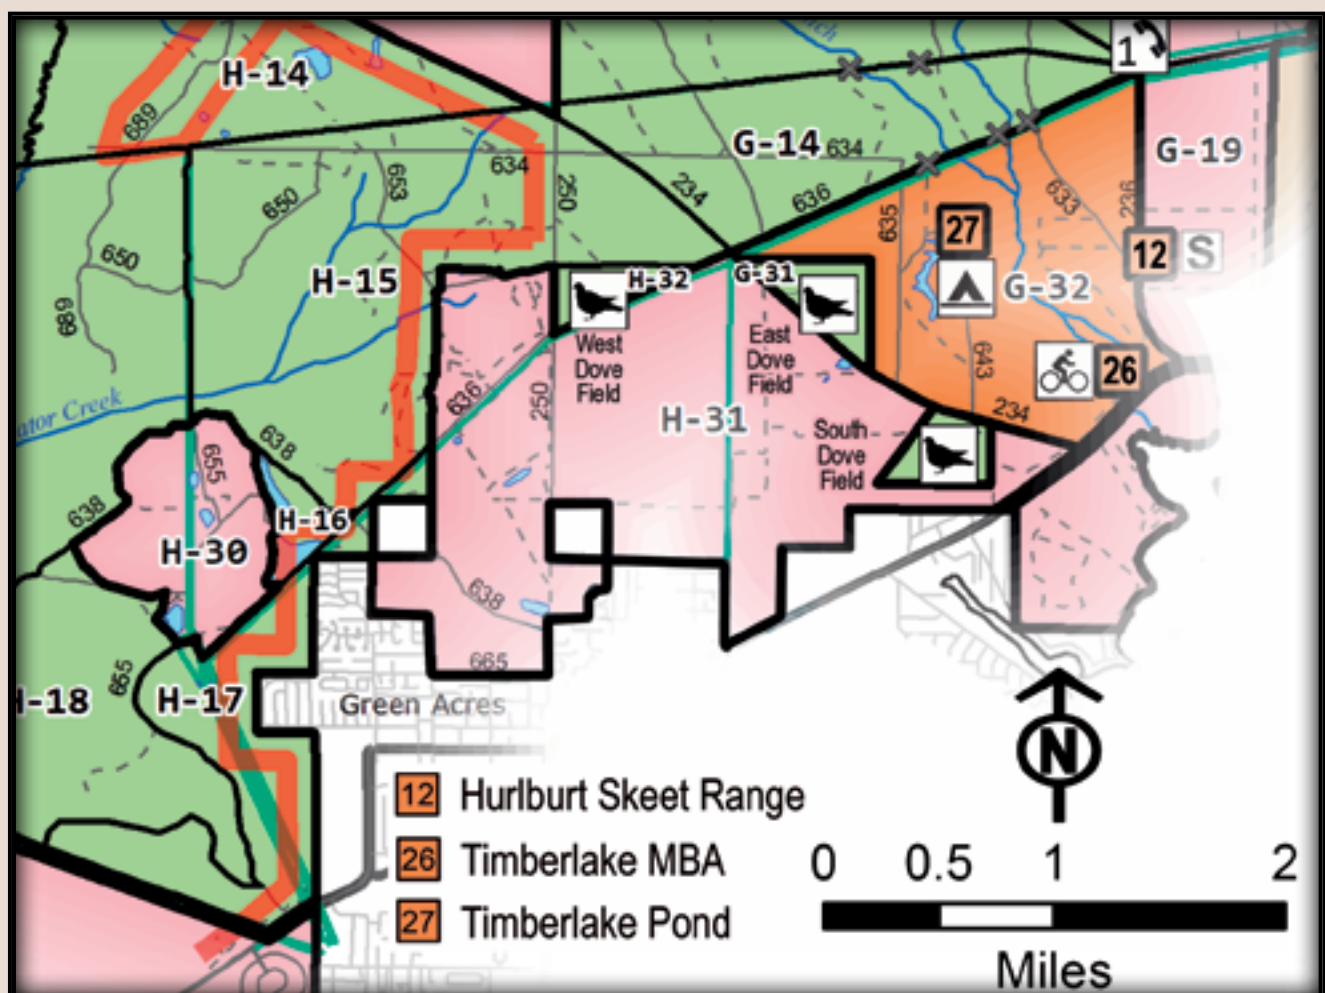 1
H-14
G-14
G-19
689
634
634
653
650
250
234
636
635
633
236
27
12
S
650
H-15
H-32
G-31
G-32
689
West
Dove
Field
East
Dove
Field
643
26
636
250
H-31
234
ator Creek
638
655
South
Dove
Field
638
H-16
H-30
638
665
655
H-18
H-17
Green Acres
N
12 Hurlburt Skeet Range
26 Timberlake MBA
27 Timberlake Pond
0 0.5 1 2
Miles